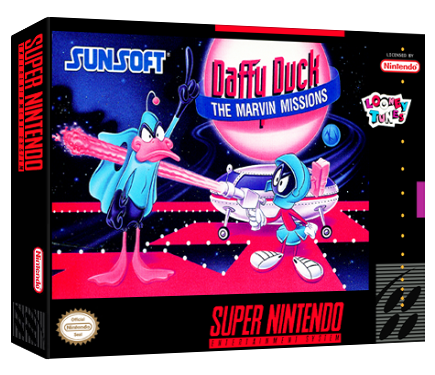 SUPER NINTENDO
ENTERTAINMENT SYSTEM
Nintendo
SUNSOFT®
Daffy Duck
THE MARVIN MISSIONS
LICENSED BY
Nintendo
LOONEY
TUNES
Official
Nintendo
Seal
SUPER NINTENDO
ENTERTAINMENT SYSTEM